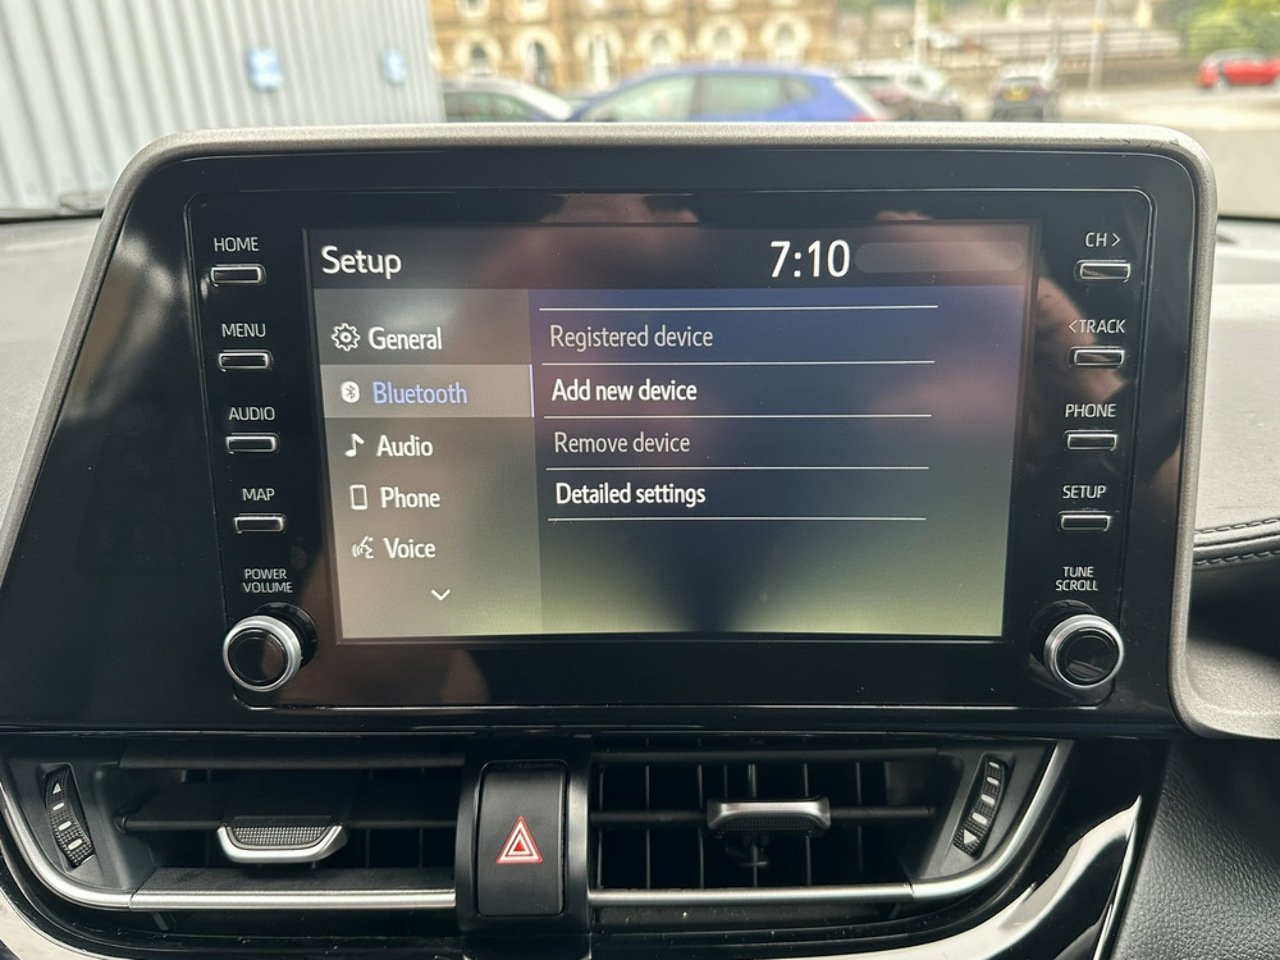 HOME
MENU
AUDIO
MAP
POWER
VOLUME
Setup
7:10
General
Bluetooth
Audio
Phone
Voice
Registered device
Add new device
Remove device
Detailed settings
CH >
< TRACK
PHONE
SETUP
TUNE
SCROLL